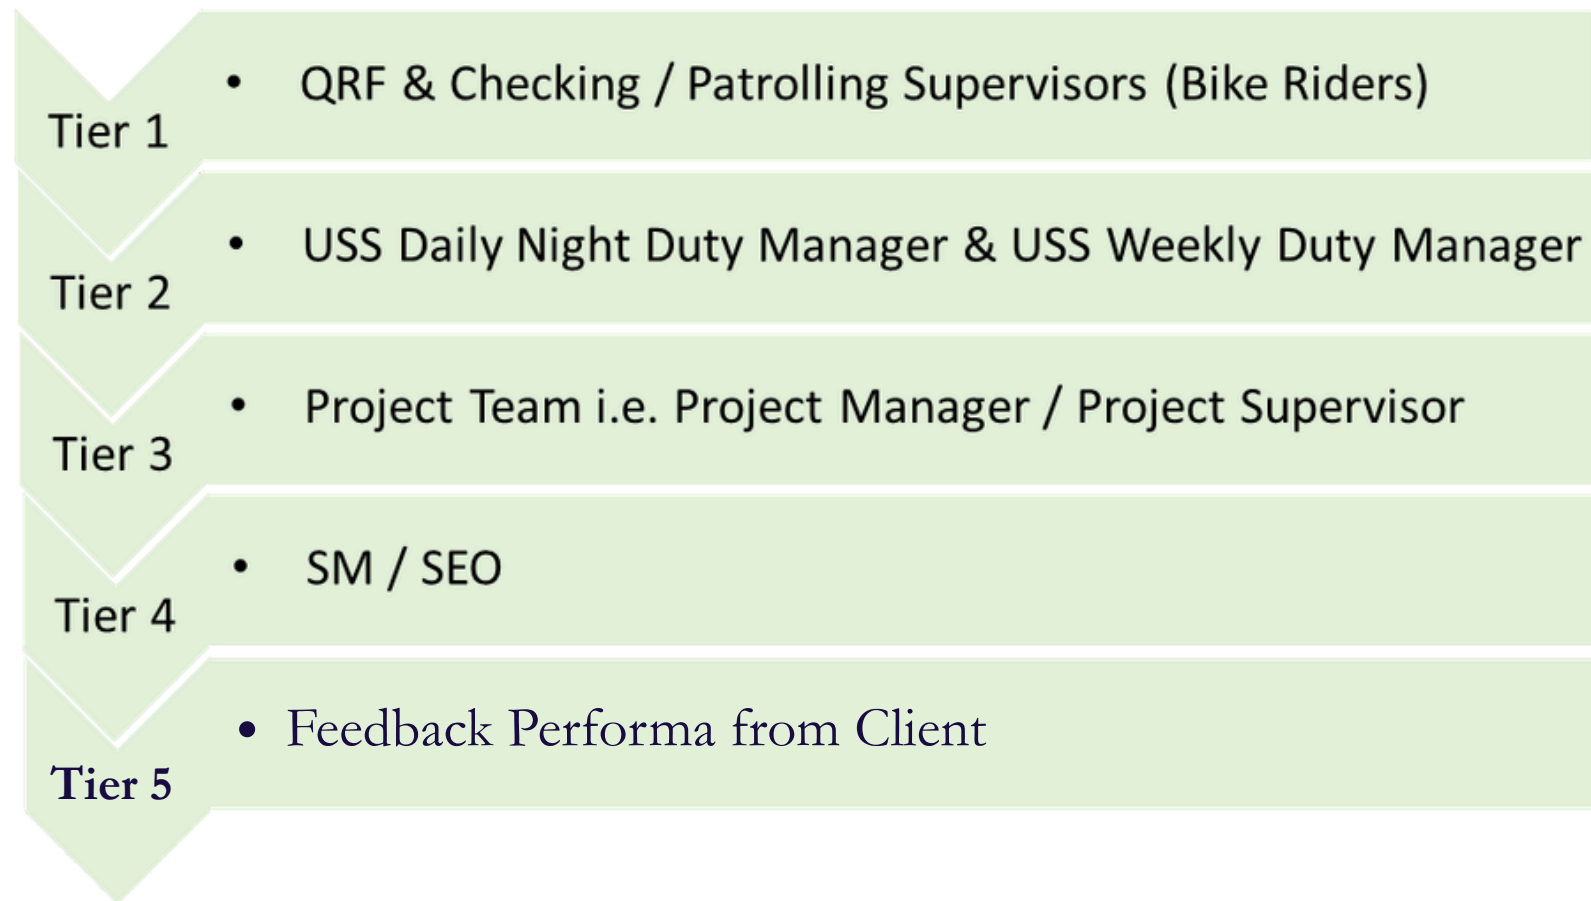 Tier 1
• QRF & Checking / Patrolling Supervisors (Bike Riders)
Tier 2
• USS Daily Night Duty Manager & USS Weekly Duty Manager
Tier 3
• Project Team i.e. Project Manager / Project Supervisor
Tier 4
• SM / SEO
Tier 5
• Feedback Performa from Client